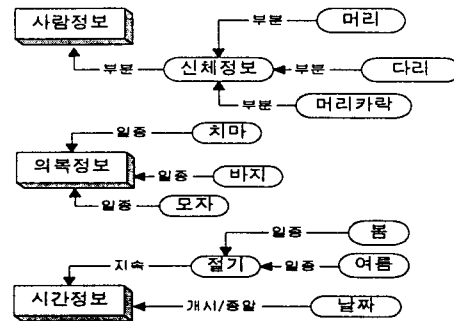 사람정보
부분
머리
부분
신체정보
부분
다리
부분
머리카락
일종
치마
의복정보
일종
바지
일종
모자
일종
봄
지속
절기
일종
여름
시간정보
개시/종말
날짜